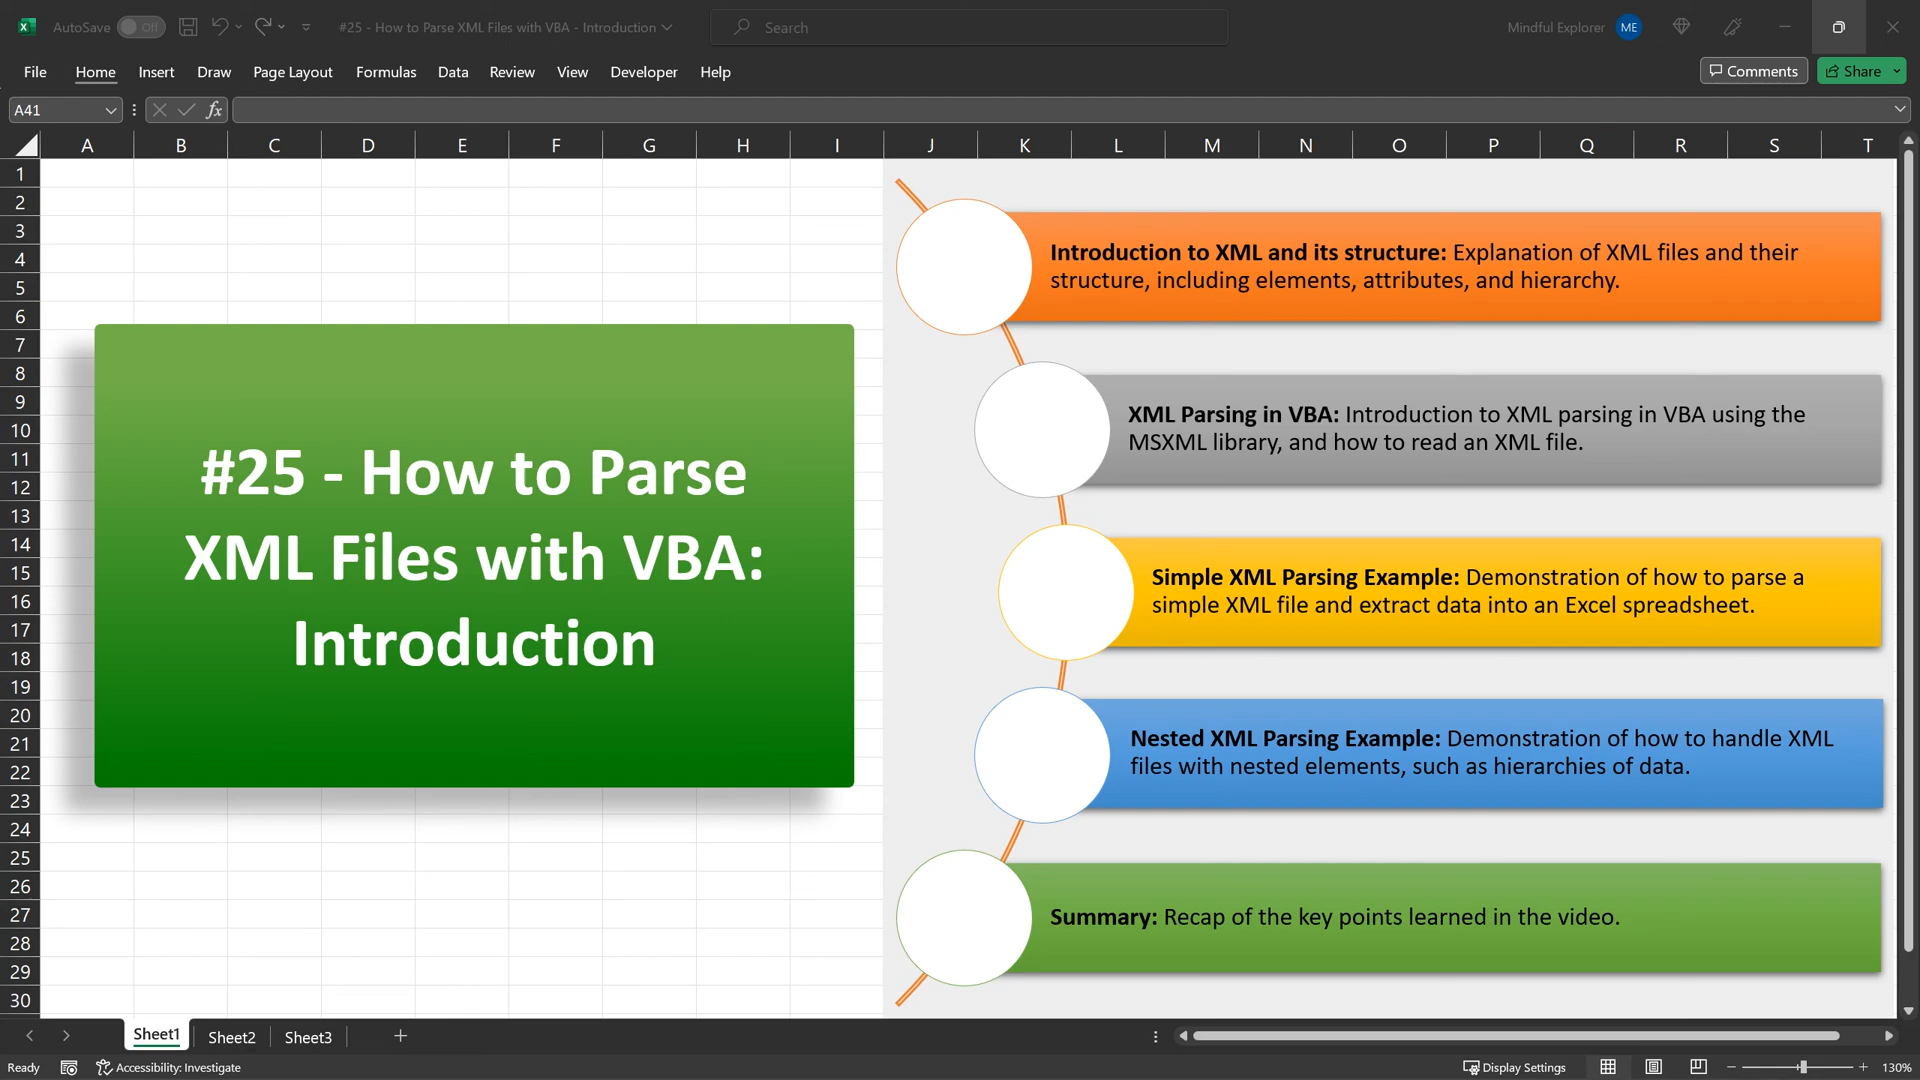 AutoSave Off
#25 - How to Parse XML Files with VBA - Introduction
Search
Mindful Explorer ME
File Home Insert Draw Page Layout Formulas Data Review View Developer Help
Comments Share
A41 fx
A B C D E F G H I J K L M N O P Q R S T
1
2
3
4
5
6
7
8
9
10
11
12
13
14
15
16
17
18
19
20
21
22
23
24
25
26
27
28
29
30
#25 - How to Parse
XML Files with VBA:
Introduction
Introduction to XML and its structure: Explanation of XML files and their
structure, including elements, attributes, and hierarchy.
XML Parsing in VBA: Introduction to XML parsing in VBA using the
MSXML library, and how to read an XML file.
Simple XML Parsing Example: Demonstration of how to parse a
simple XML file and extract data into an Excel spreadsheet.
Nested XML Parsing Example: Demonstration of how to handle XML
files with nested elements, such as hierarchies of data.
Summary: Recap of the key points learned in the video.
Sheet1 Sheet2 Sheet3
Ready Accessibility: Investigate Display Settings 130%